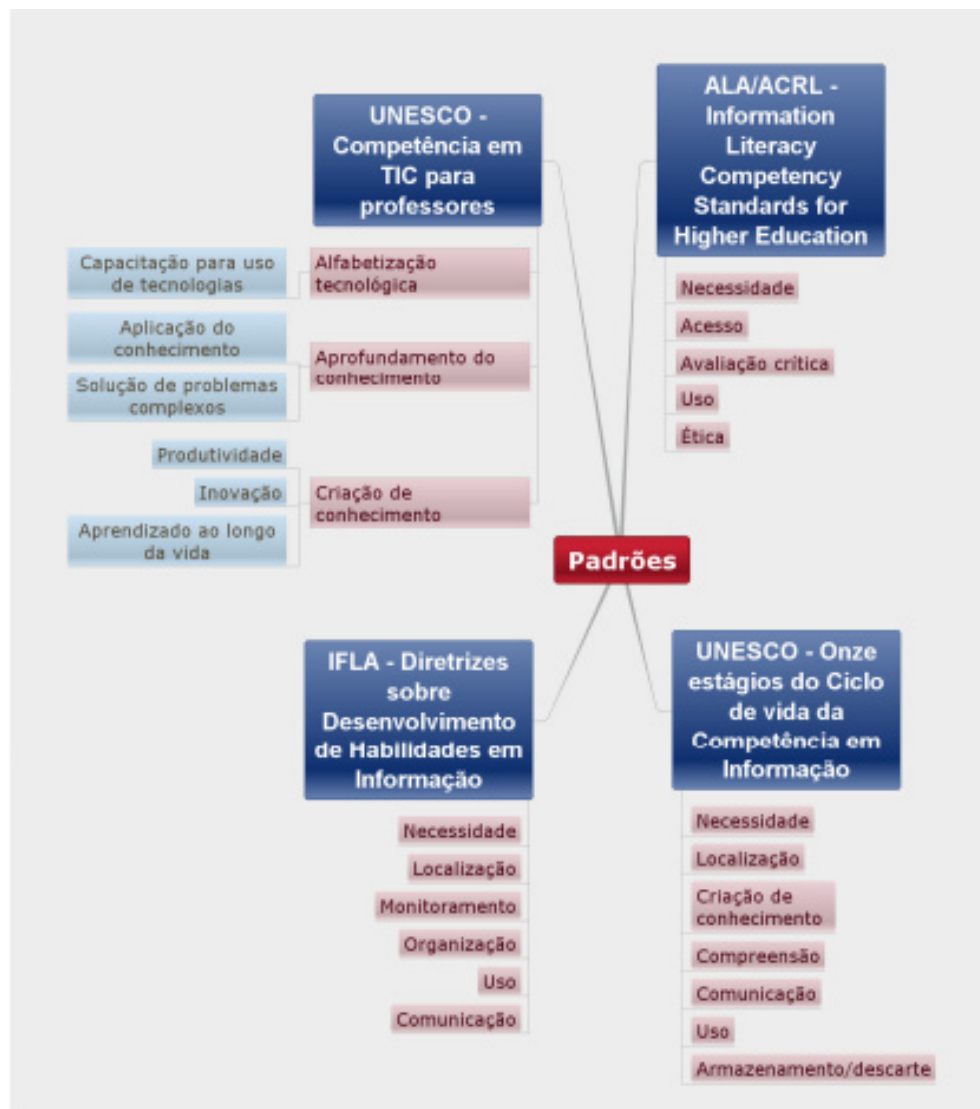 UNESCO -
Competência em
TIC para
professores
Capacitação para uso
de tecnologias
Alfabetização
tecnológica
Aplicação do
conhecimento
Solução de problemas
complexos
Aprofundamento do
conhecimento
Produtividade
Inovação
Aprendizado ao longo
da vida
Criação de
conhecimento
ALA/ACRL -
Information
Literacy
Competency
Standards for
Higher Education
Necessidade
Acesso
Avaliação crítica
Uso
Ética
Padrões
IFLA - Diretrizes
sobre
Desenvolvimento
de Habilidades em
Informação
Necessidade
Localização
Monitoramento
Organização
Uso
Comunicação
UNESCO - Onze
estágios do Ciclo
de vida da
Competência em
Informação
Necessidade
Localização
Criação de
conhecimento
Compreensão
Comunicação
Uso
Armazenamento/descarte